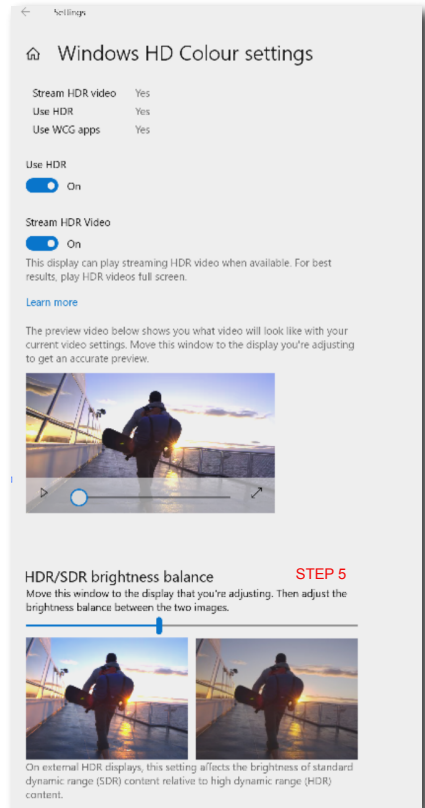 Settings
Windows HD Colour settings
Stream HDR video Yes
Use HDR Yes
Use WCG apps Yes
Use HDR
On
Stream HDR Video
On
This display can play streaming HDR video when available. For best
results, play HDR videos full screen.
Learn more
The preview video below shows you what video will look like with your
current video settings. Move this window to the display you're adjusting
to get an accurate preview.
HDR/SDR brightness balance STEP 5
Move this window to the display that you're adjusting. Then adjust the
brightness balance between the two images.
On external HDR displays, this setting affects the brightness of standard
dynamic range (SDR) content relative to high dynamic range (HDR)
content.